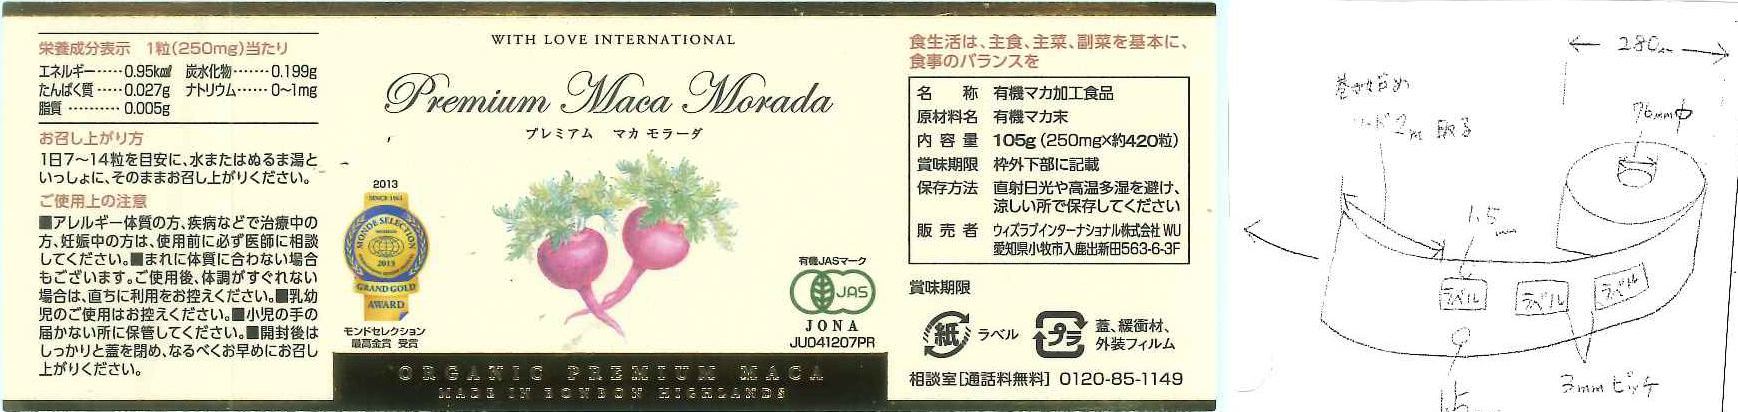 栄養成分表示 1粒(250mg)当たり
エネルギー……0.95kcal 炭水化物………0.199g
たんぱく質……0.027g ナトリウム……0〜1mg
脂質…………0.005g
お召し上がり方
1日7〜14粒を目安に、水またはぬるま湯と
いっしょに、そのままお召し上がりください。
ご使用上の注意
■アレルギー体質の方、疾病などで治療中の
方、妊娠中の方は、使用前に必ず医師に相談
してください。■まれに体質に合わない場合
もございます。ご使用後、体調がすぐれない
場合は、直ちに利用をお控えください。■乳幼
児のご使用はお控えください。■小児の手の
届かない所に保管してください。■開封後は
しっかりと蓋を閉め、なるべくお早めにお召し
上がりください。
WITH LOVE INTERNATIONAL
Premium Maca Morada
プレミアム マカ モラーダ
2013
SINCE 1961
MONDE SELECTION
2013
GRAND GOLD
AWARD
モンドセレクション
最高金賞 受賞
有機JASマーク
JAS
JONA
JU041207PR
ORGANIC PREMIUM MACA
MADE IN BONBON HIGHLANDS
食生活は、主食、主菜、副菜を基本に、
食事のバランスを
名称 有機マカ加工食品
原材料名 有機マカ末
内容量 105g(250mg×約420粒)
賞味期限 枠外下部に記載
保存方法 直射日光や高温多湿を避け、
涼しい所で保存してください
販売者 ウィズラブインターナショナル株式会社 WU
愛知県小牧市入鹿出新田563-6-3F
賞味期限
紙 ラベル
プラ 蓋、緩衝材、
外装フィルム
相談室[通話料無料] 0120-85-1149
280
76mmφ
巻き始め
2m 取る
1.5
ラベル
ラベル
ラベル
3mm ピッチ
1.5